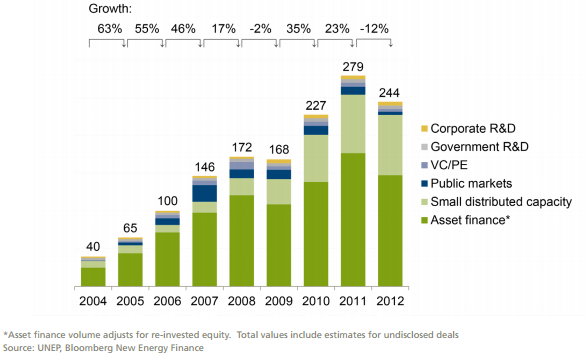 Growth:
63% 55% 46% 17% -2% 35% 23% -12%
279
244
227
172 168
146
100
65
40
Corporate R&D
Government R&D
VC/PE
Public markets
Small distributed capacity
Asset finance*
2004 2005 2006 2007 2008 2009 2010 2011 2012
*Asset finance volume adjusts for re-invested equity. Total values include estimates for undisclosed deals
Source: UNEP, Bloomberg New Energy Finance